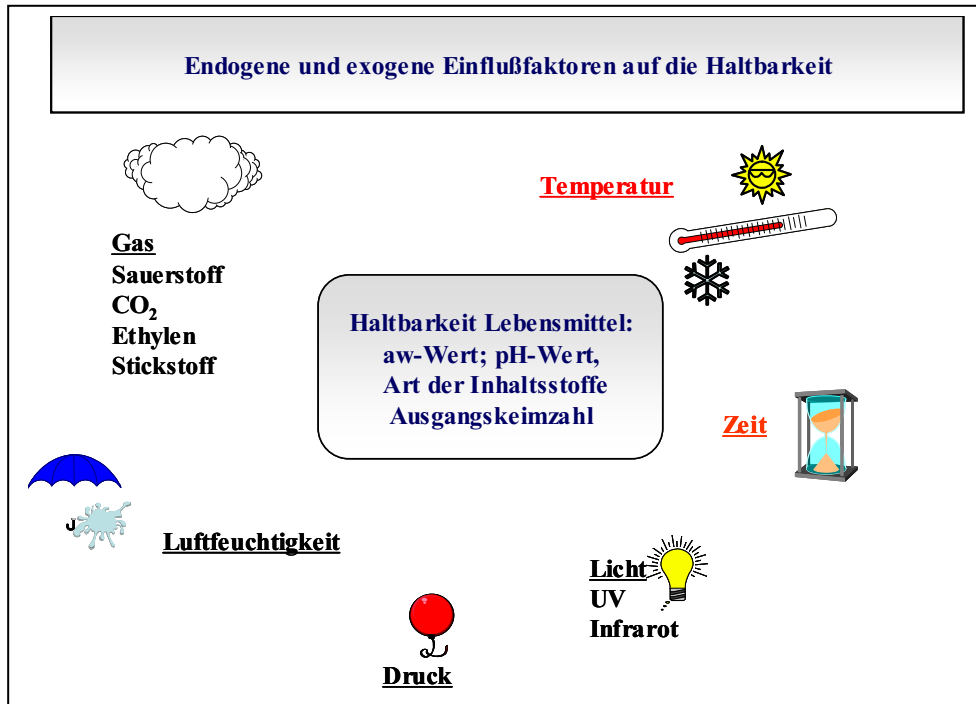 Endogene und exogene Einflußfaktoren auf die Haltbarkeit
Temperatur
Gas
Sauerstoff
CO₂
Ethylen
Stickstoff
Haltbarkeit Lebensmittel:
aw-Wert; pH-Wert,
Art der Inhaltsstoffe
Ausgangskeimzahl
Zeit
Luftfeuchtigkeit
Licht
UV
Infrarot
Druck